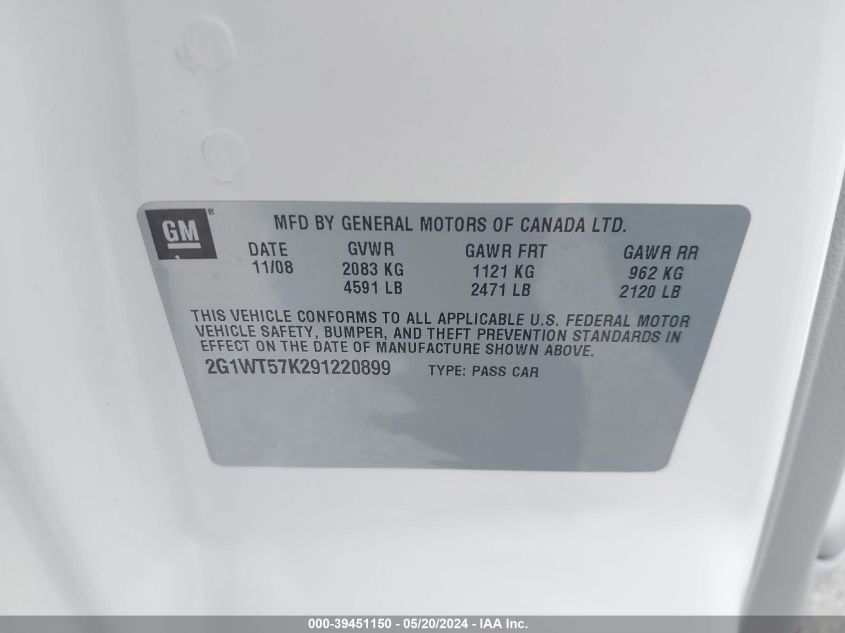 GM ®
MFD BY GENERAL MOTORS OF CANADA LTD.
DATE GVWR GAWR FRT GAWR RR
11/08 2083 KG 1121 KG 962 KG
4591 LB 2471 LB 2120 LB
THIS VEHICLE CONFORMS TO ALL APPLICABLE U.S. FEDERAL MOTOR
VEHICLE SAFETY, BUMPER, AND THEFT PREVENTION STANDARDS IN
EFFECT ON THE DATE OF MANUFACTURE SHOWN ABOVE.
2G1WT57K291220899 TYPE: PASS CAR
000-39451150 - 05/20/2024 - IAA Inc.